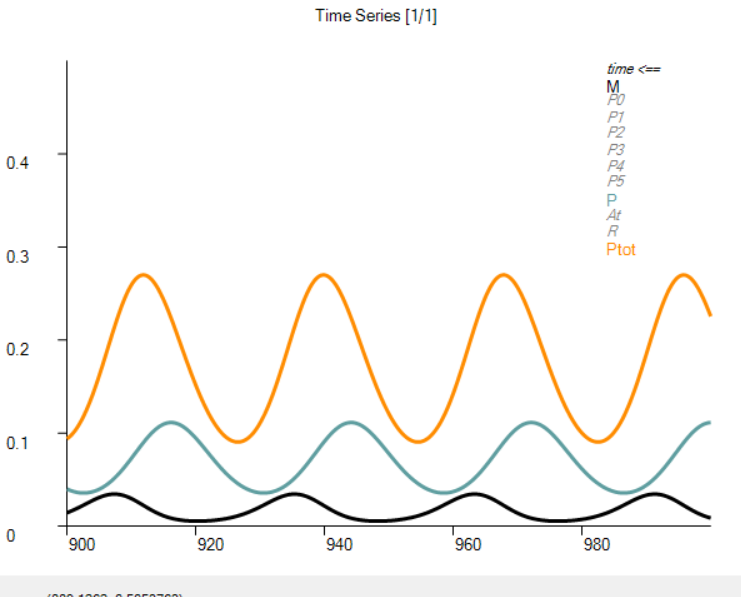 Time Series [1/1]
time <==
M
P0
P1
P2
P3
P4
P5
P
At
R
Ptot
0.4
0.3
0.2
0.1
0
900 920 940 960 980